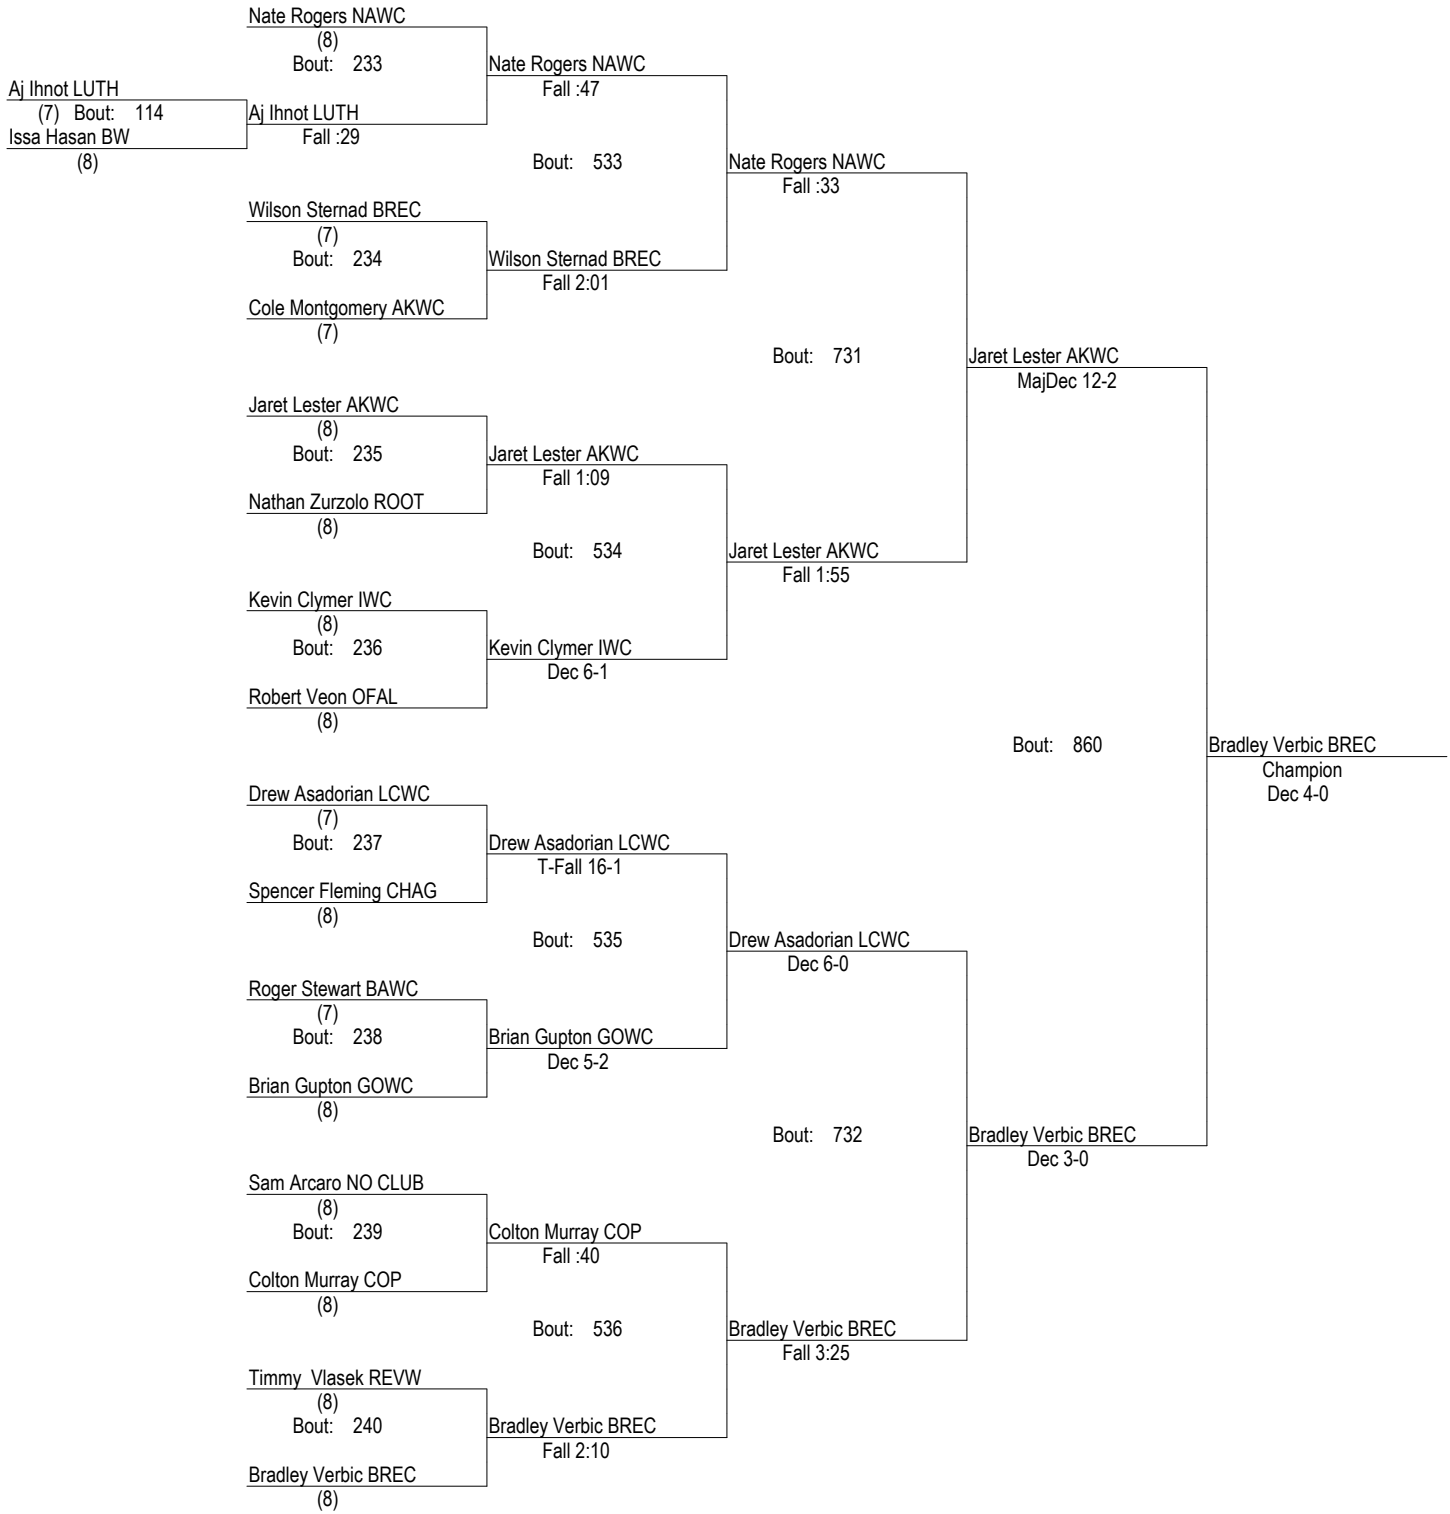 Nate Rogers NAWC
(8)
Bout: 233
Nate Rogers NAWC
Fall :47
Aj Ihnot LUTH
(7) Bout: 114
Issa Hasan BW
(8)
Aj Ihnot LUTH
Fall :29
Bout: 533
Nate Rogers NAWC
Fall :33
Wilson Sternad BREC
(7)
Bout: 234
Wilson Sternad BREC
Fall 2:01
Cole Montgomery AKWC
(7)
Bout: 731
Jaret Lester AKWC
MajDec 12-2
Jaret Lester AKWC
(8)
Bout: 235
Jaret Lester AKWC
Fall 1:09
Nathan Zurzolo ROOT
(8)
Bout: 534
Jaret Lester AKWC
Fall 1:55
Kevin Clymer IWC
(8)
Bout: 236
Kevin Clymer IWC
Dec 6-1
Robert Veon OFAL
(8)
Bout: 860
Bradley Verbic BREC
Champion
Dec 4-0
Drew Asadorian LCWC
(7)
Bout: 237
Drew Asadorian LCWC
T-Fall 16-1
Spencer Fleming CHAG
(8)
Bout: 535
Drew Asadorian LCWC
Dec 6-0
Roger Stewart BAWC
(7)
Bout: 238
Brian Gupton GOWC
Dec 5-2
Brian Gupton GOWC
(8)
Bout: 732
Bradley Verbic BREC
Dec 3-0
Sam Arcaro NO CLUB
(8)
Bout: 239
Colton Murray COP
Fall :40
Colton Murray COP
(8)
Bout: 536
Bradley Verbic BREC
Fall 3:25
Timmy Vlasek REVW
(8)
Bout: 240
Bradley Verbic BREC
Fall 2:10
Bradley Verbic BREC
(8)